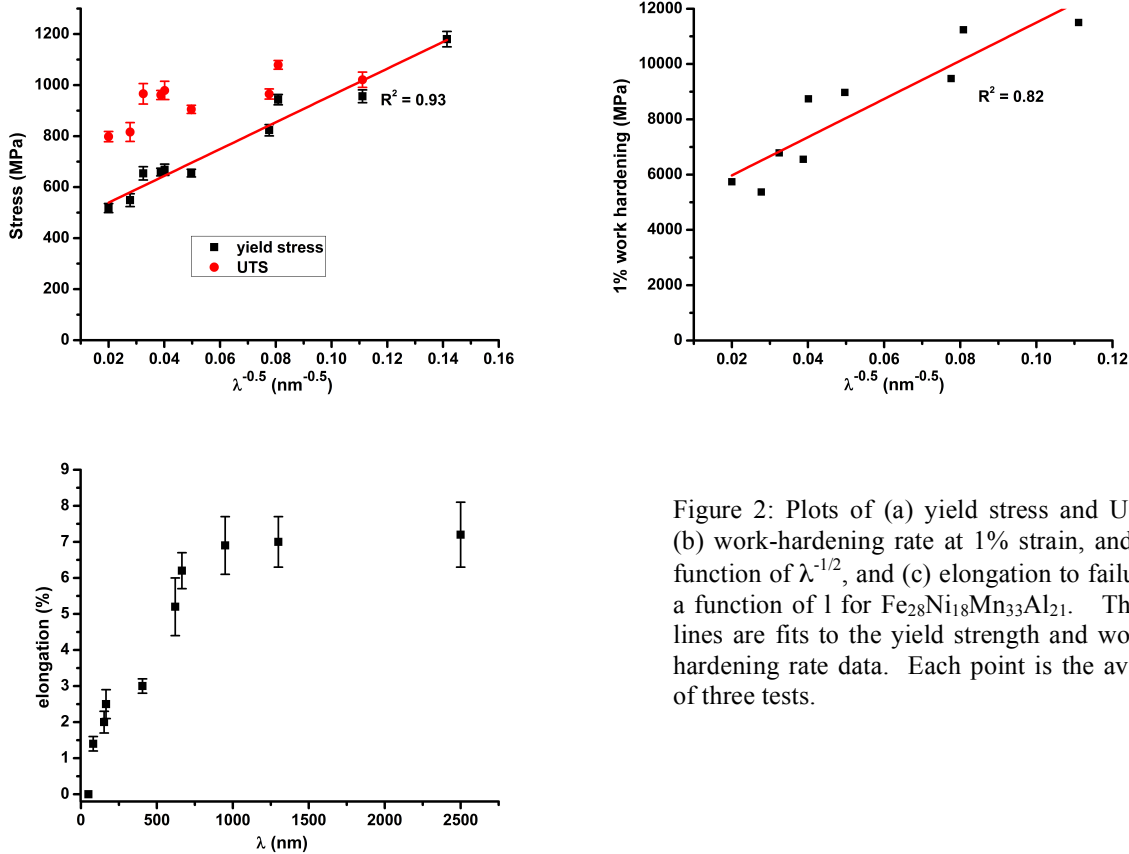 1200
1000
800
600
400
200
0
Stress (MPa)
R² = 0.93
yield stress
UTS
0.02 0.04 0.06 0.08 0.10 0.12 0.14 0.16
λ^-0.5 (nm^-0.5)
12000
10000
8000
6000
4000
2000
0
1% work hardening (MPa)
R² = 0.82
0.02 0.04 0.06 0.08 0.10 0.12
λ^-0.5 (nm^-0.5)
9
8
7
6
5
4
3
2
1
0
elongation (%)
0 500 1000 1500 2000 2500
λ (nm)
Figure 2: Plots of (a) yield stress and U
(b) work-hardening rate at 1% strain, and
function of λ^-1/2, and (c) elongation to failu
a function of l for Fe₂₈Ni₁₈Mn₃₃Al₂₁. Th
lines are fits to the yield strength and wo
hardening rate data. Each point is the av
of three tests.